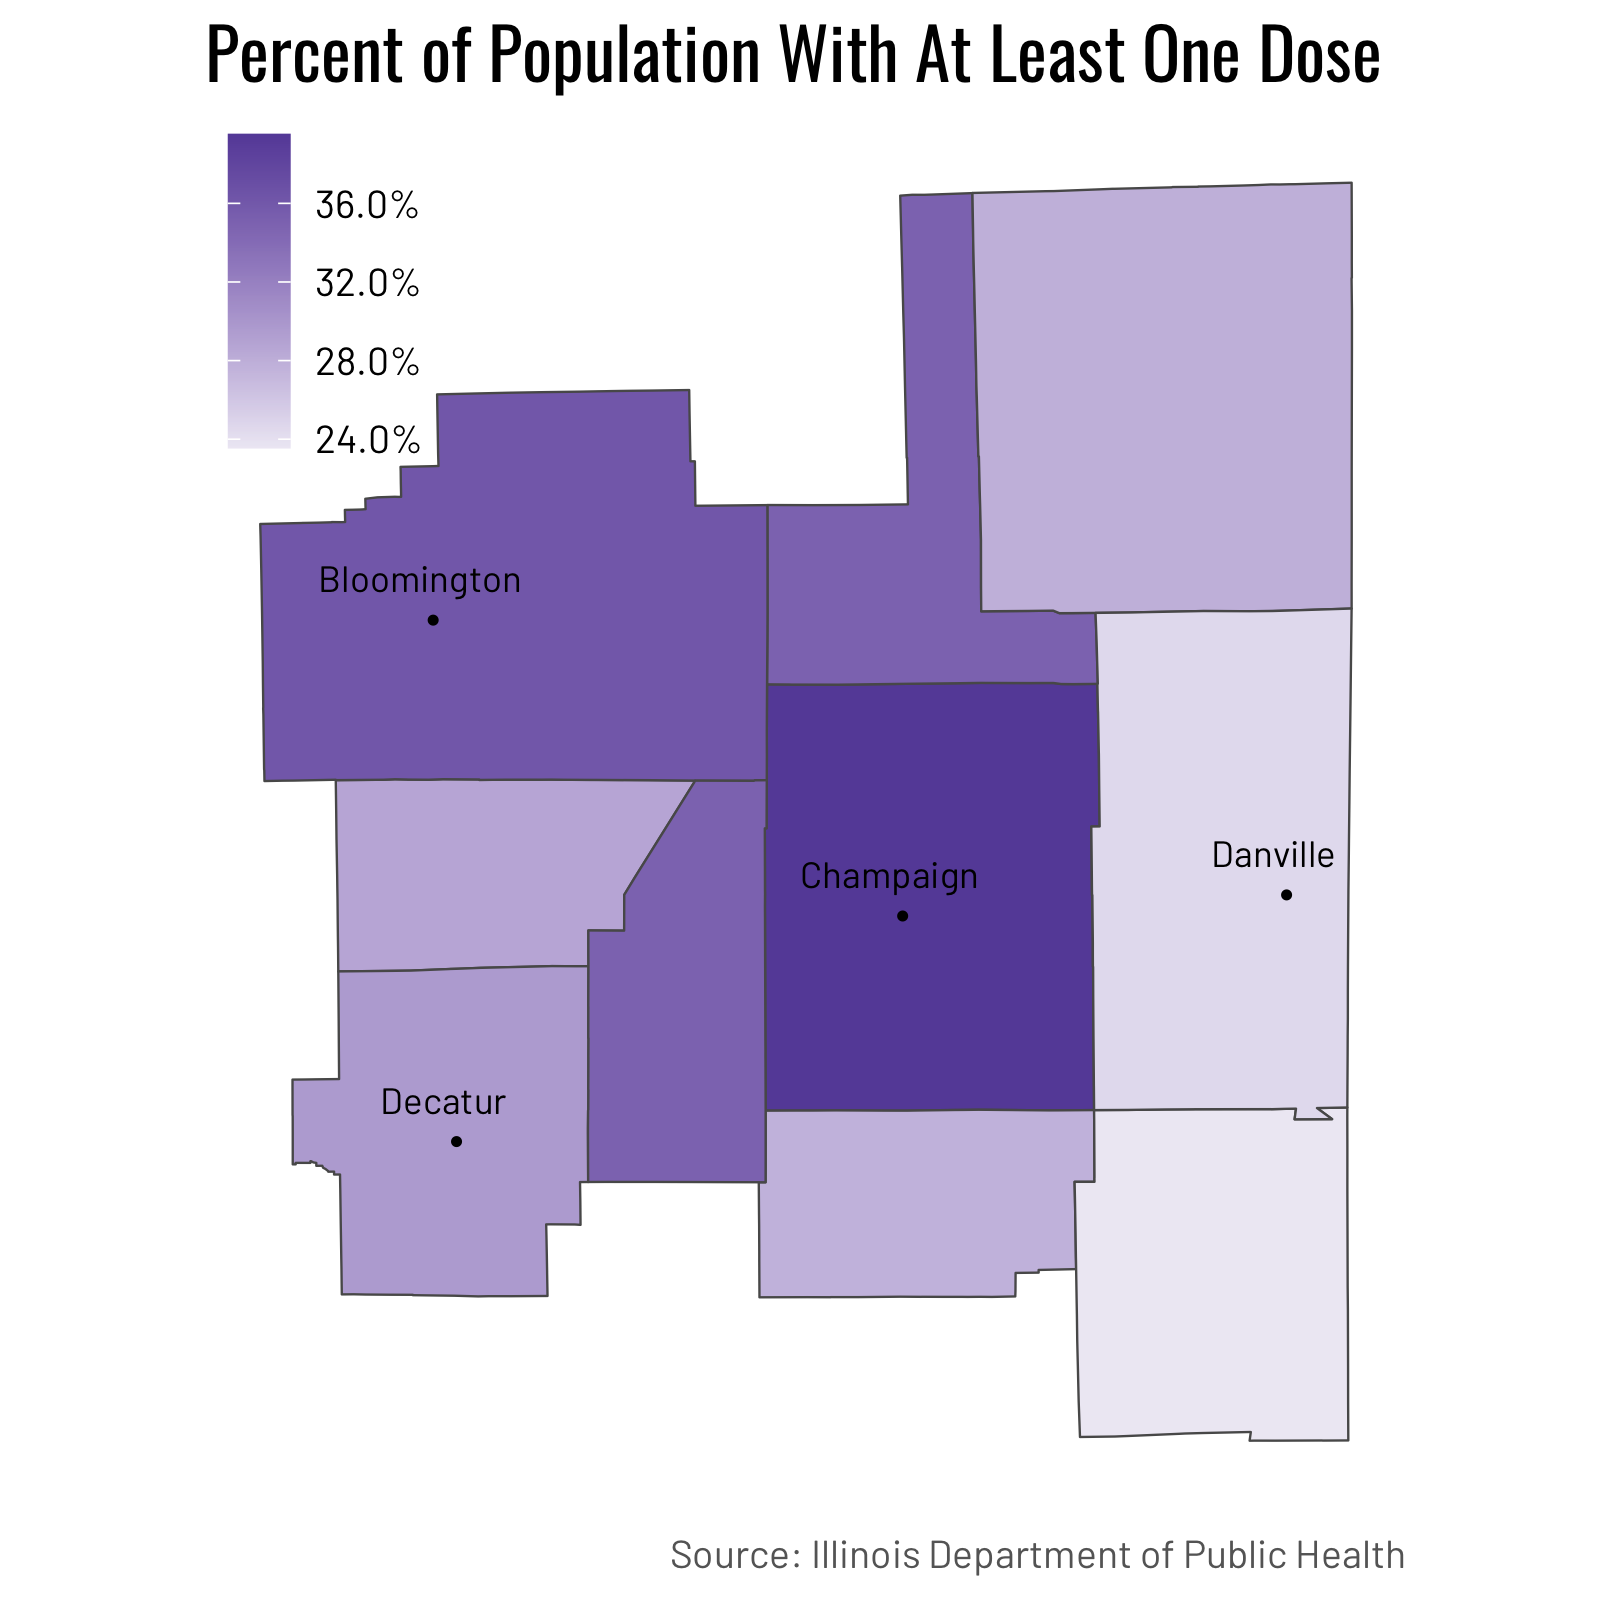 Percent of Population With At Least One Dose
36.0%
32.0%
28.0%
24.0%
Bloomington
Champaign
Danville
Decatur
Source: Illinois Department of Public Health